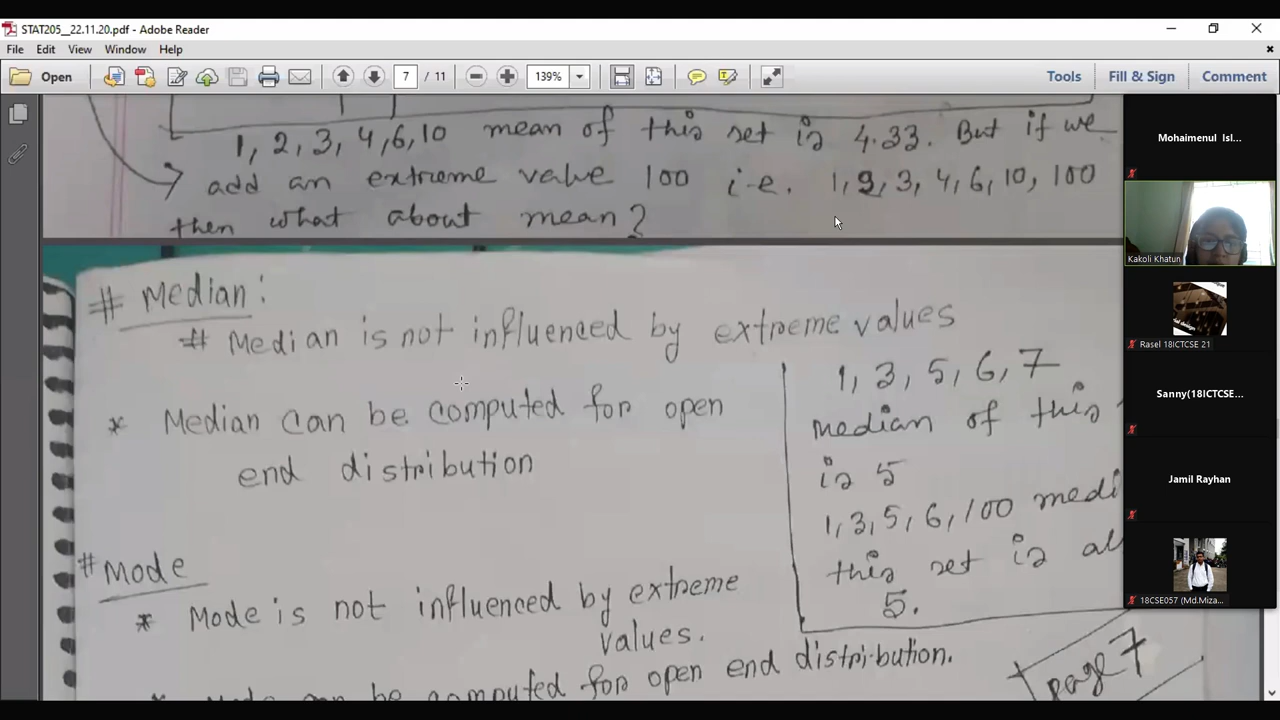 STAT205__22.11.20.pdf - Adobe Reader
File Edit View Window Help
Open 7 / 11 139% Tools Fill & Sign Comment
1, 2, 3, 4, 6, 10 mean of this set is 4.33. But if we
add an extreme value 100 i.e. 1, 2, 3, 4, 6, 10, 100
then what about mean?
# Median:
# Median is not influenced by extreme values
* Median can be computed for open
end distribution
1, 3, 5, 6, 7
median of this
is 5
1, 3, 5, 6, 100 medi
this set is al
5.
# Mode
* Mode is not influenced by extreme
values.
* Mode can be computed for open end distribution.
page 7
Mohaimenul Isl...
Kakoli Khatun
Rasel 18ICTCSE 21
Sanny(18ICTCSE...
Jamil Rayhan
18CSE057 (Md.Miza...